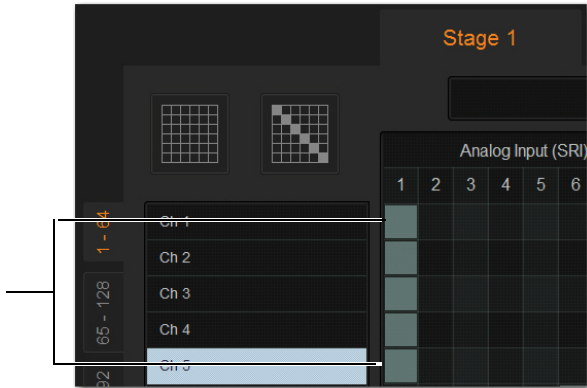 Stage 1
Analog Input (SRI)
1 2 3 4 5 6
1 - 64
65 - 128
92
Ch 1
Ch 2
Ch 3
Ch 4
Ch 5